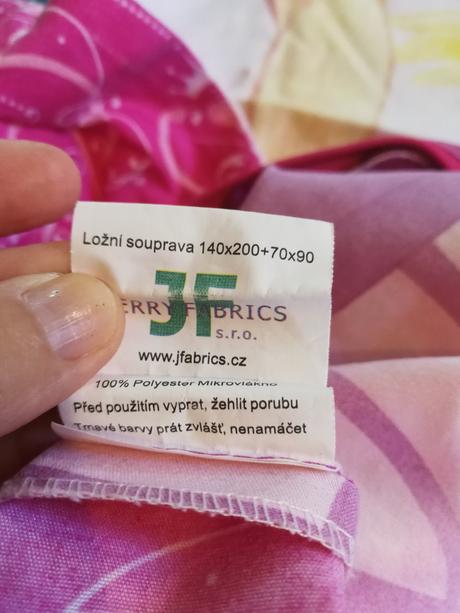 Ložní souprava 140x200+70x90
JF
ERRY FABRICS
s.r.o.
www.jfabrics.cz
100% Polyester Mikrovlákno
Před použitím vyprat, žehlit porubu
Tmavé barvy prát zvlášť, nenamáčet